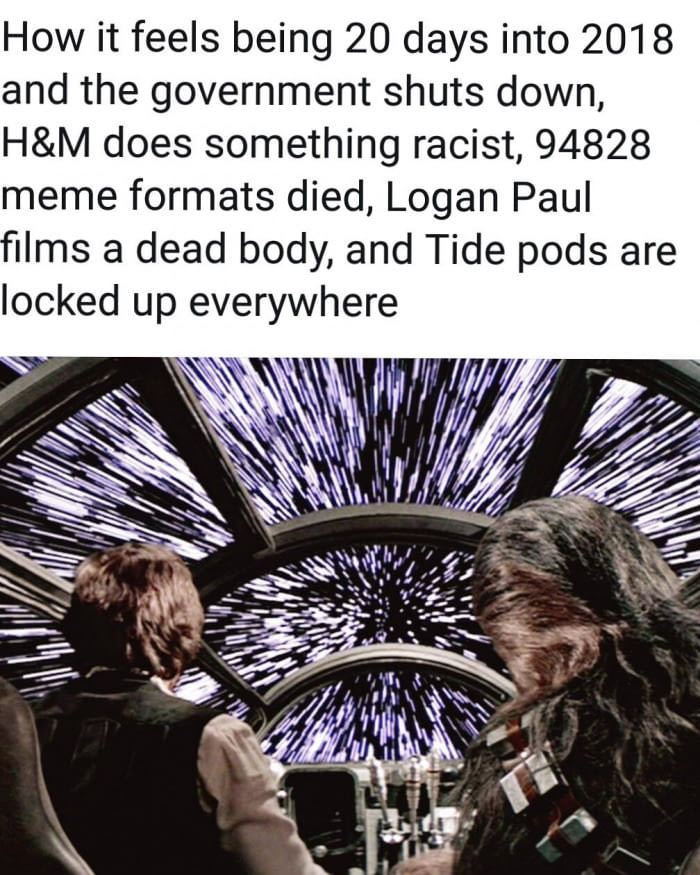 How it feels being 20 days into 2018
and the government shuts down,
H&M does something racist, 94828
meme formats died, Logan Paul
films a dead body, and Tide pods are
locked up everywhere